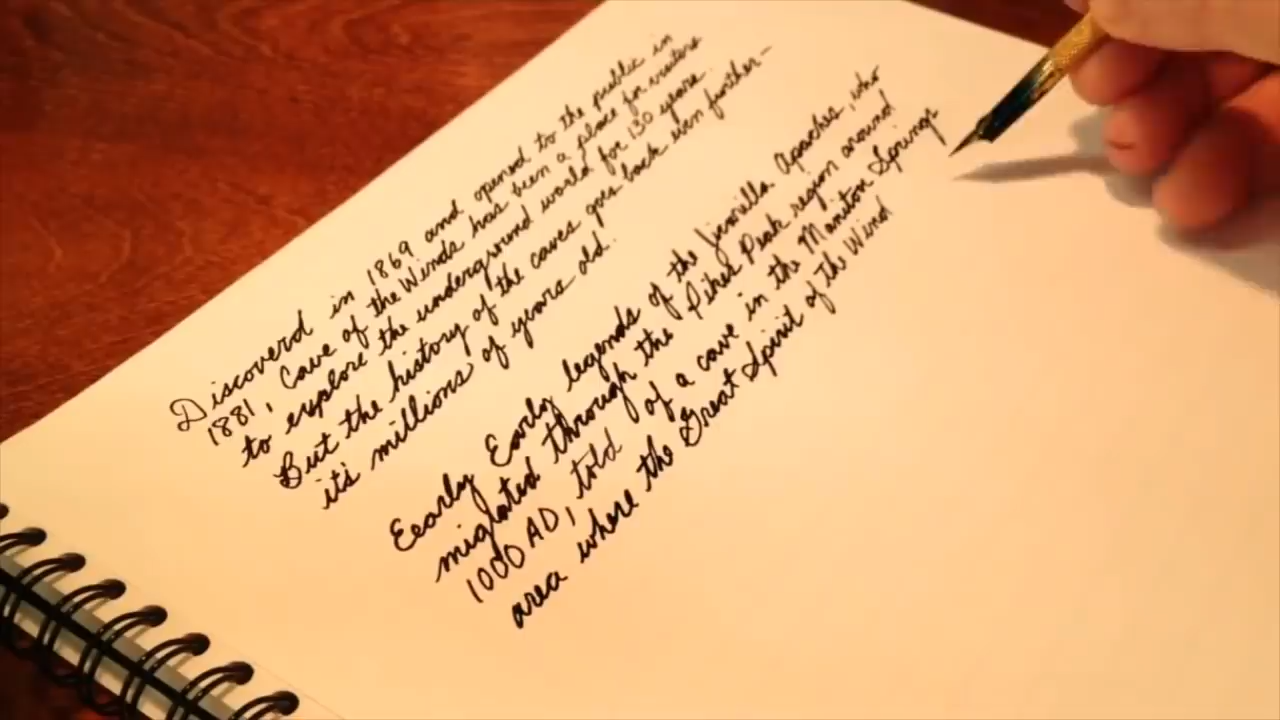 Discoverd in 1869 and opened to the public in
1881, Cave of the Winds has been a place for visitors
to explore the underground world for 130 years.
But the history of the caves goes back even further-
it's millions of years old.
Eearly Early legends of the Jicarilla Apaches, who
migrated through the Pikes Peak region around
1000 AD, told of a cave in the Manitou Springs
area where the Great Spirit of the Wind